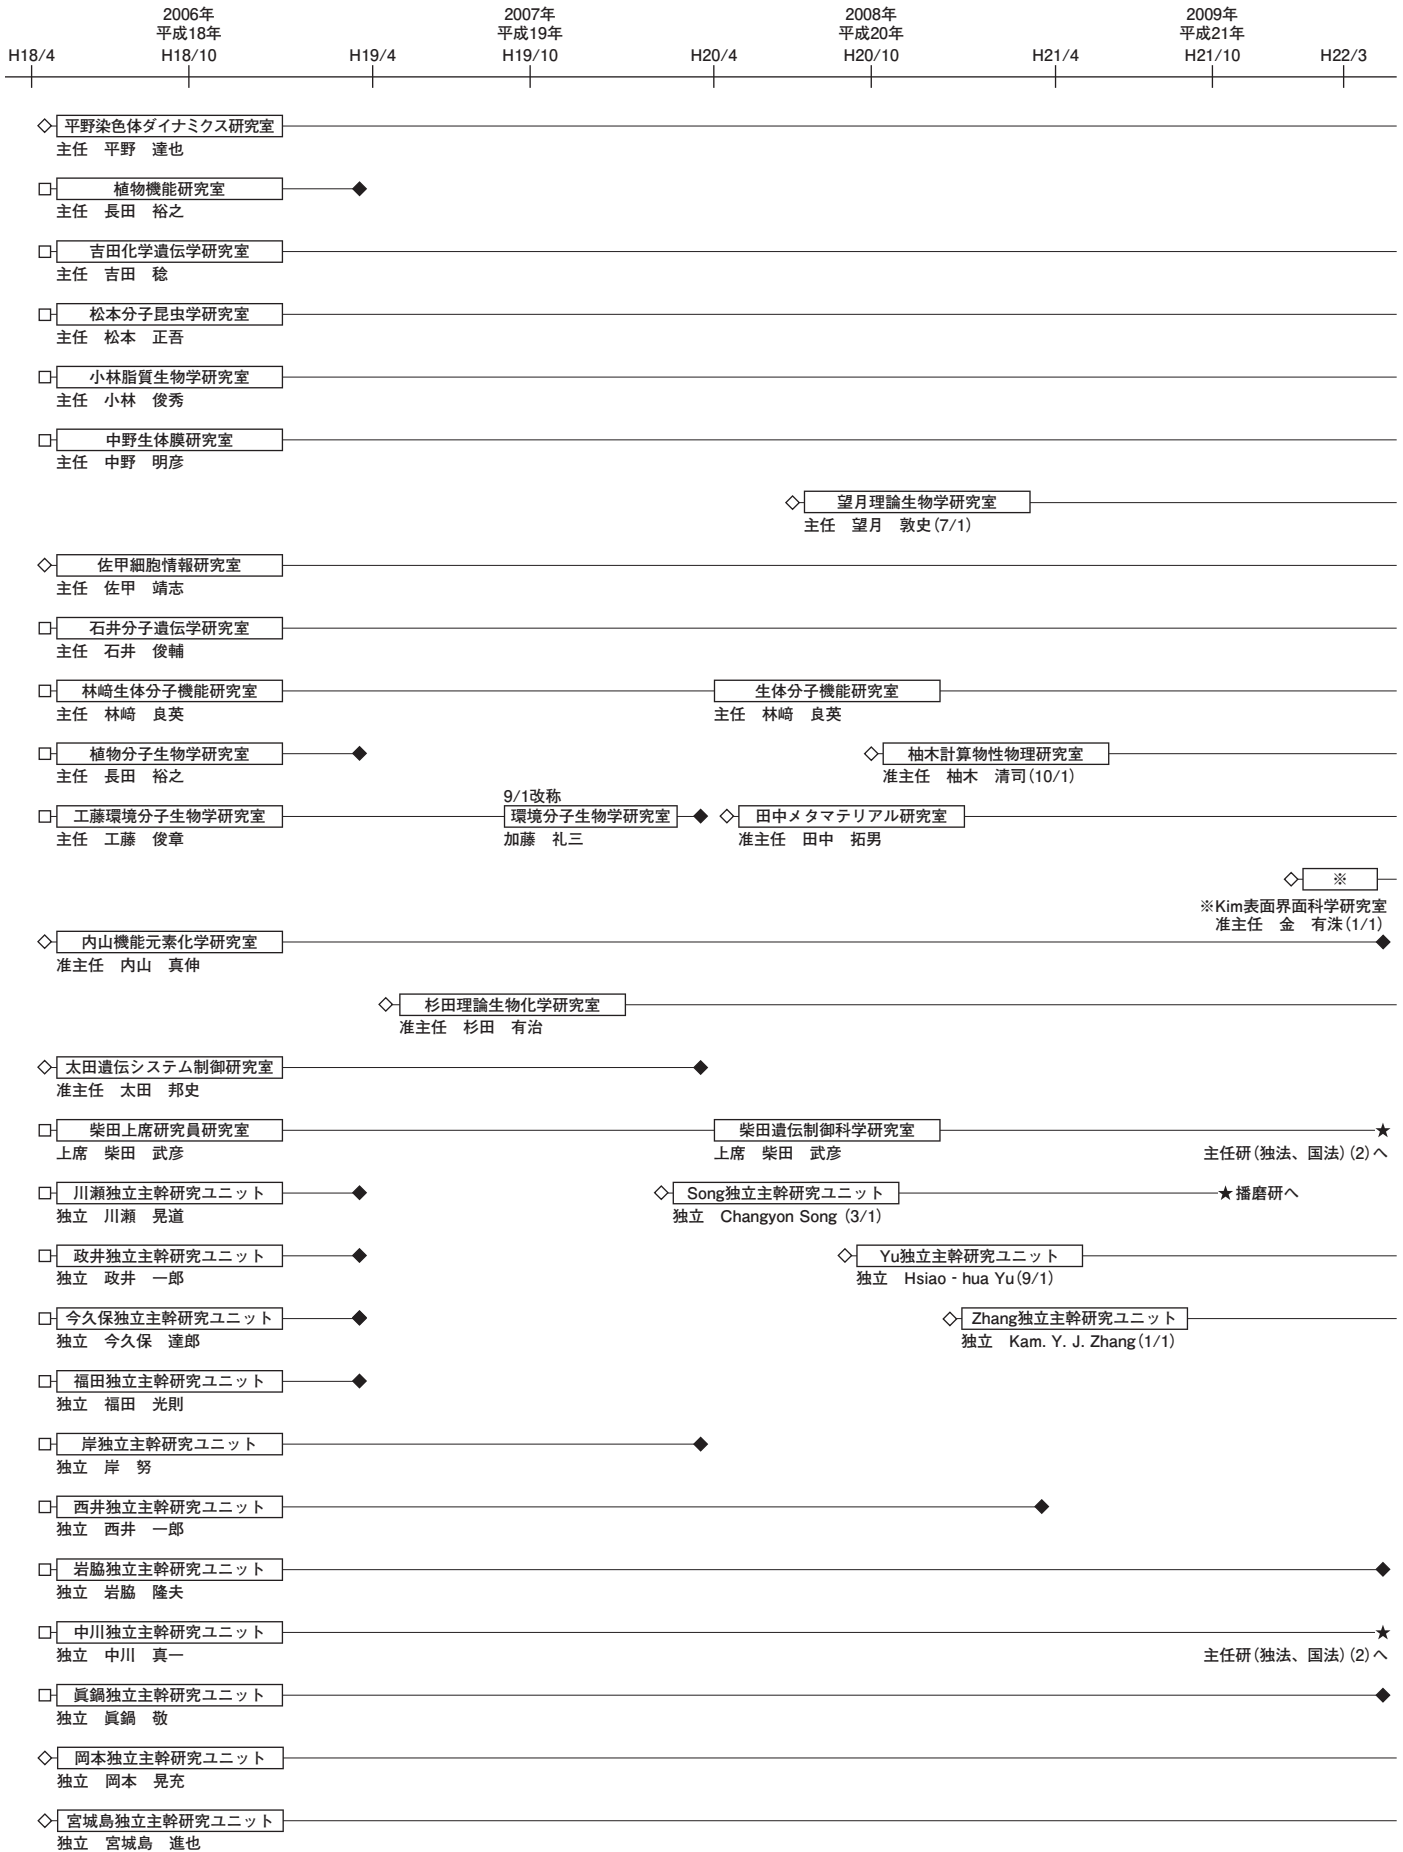 2006年 2007年 2008年 2009年
平成18年 平成19年 平成20年 平成21年
H18/4 H18/10 H19/4 H19/10 H20/4 H20/10 H21/4 H21/10 H22/3
平野染色体ダイナミクス研究室
主任 平野 達也
植物機能研究室
主任 長田 裕之
吉田化学遺伝学研究室
主任 吉田 稔
松本分子昆虫学研究室
主任 松本 正吾
小林脂質生物学研究室
主任 小林 俊秀
中野生体膜研究室
主任 中野 明彦
望月理論生物学研究室
主任 望月 敦史(7/1)
佐甲細胞情報研究室
主任 佐甲 靖志
石井分子遺伝学研究室
主任 石井 俊輔
林﨑生体分子機能研究室 生体分子機能研究室
主任 林﨑 良英 主任 林﨑 良英
植物分子生物学研究室 柚木計算物性物理研究室
主任 長田 裕之 准主任 柚木 清司(10/1)
9/1改称
工藤環境分子生物学研究室 環境分子生物学研究室 田中メタマテリアル研究室
主任 工藤 俊章 加藤 礼三 准主任 田中 拓男
※
※Kim表面界面科学研究室
准主任 金 有洙(1/1)
内山機能元素化学研究室
准主任 内山 真伸
杉田理論生物化学研究室
准主任 杉田 有治
太田遺伝システム制御研究室
准主任 太田 邦史
柴田上席研究員研究室 柴田遺伝制御科学研究室 ★
上席 柴田 武彦 上席 柴田 武彦 主任研(独法、国法)(2)へ
川瀬独立主幹研究ユニット Song独立主幹研究ユニット ★播磨研へ
独立 川瀬 晃道 独立 Changyon Song (3/1)
政井独立主幹研究ユニット Yu独立主幹研究ユニット
独立 政井 一郎 独立 Hsiao‐hua Yu(9/1)
今久保独立主幹研究ユニット Zhang独立主幹研究ユニット
独立 今久保 達郎 独立 Kam. Y. J. Zhang(1/1)
福田独立主幹研究ユニット
独立 福田 光則
岸独立主幹研究ユニット
独立 岸 努
西井独立主幹研究ユニット
独立 西井 一郎
岩脇独立主幹研究ユニット
独立 岩脇 隆夫
中川独立主幹研究ユニット ★
独立 中川 真一 主任研(独法、国法)(2)へ
眞鍋独立主幹研究ユニット
独立 眞鍋 敬
岡本独立主幹研究ユニット
独立 岡本 晃充
宮城島独立主幹研究ユニット
独立 宮城島 進也